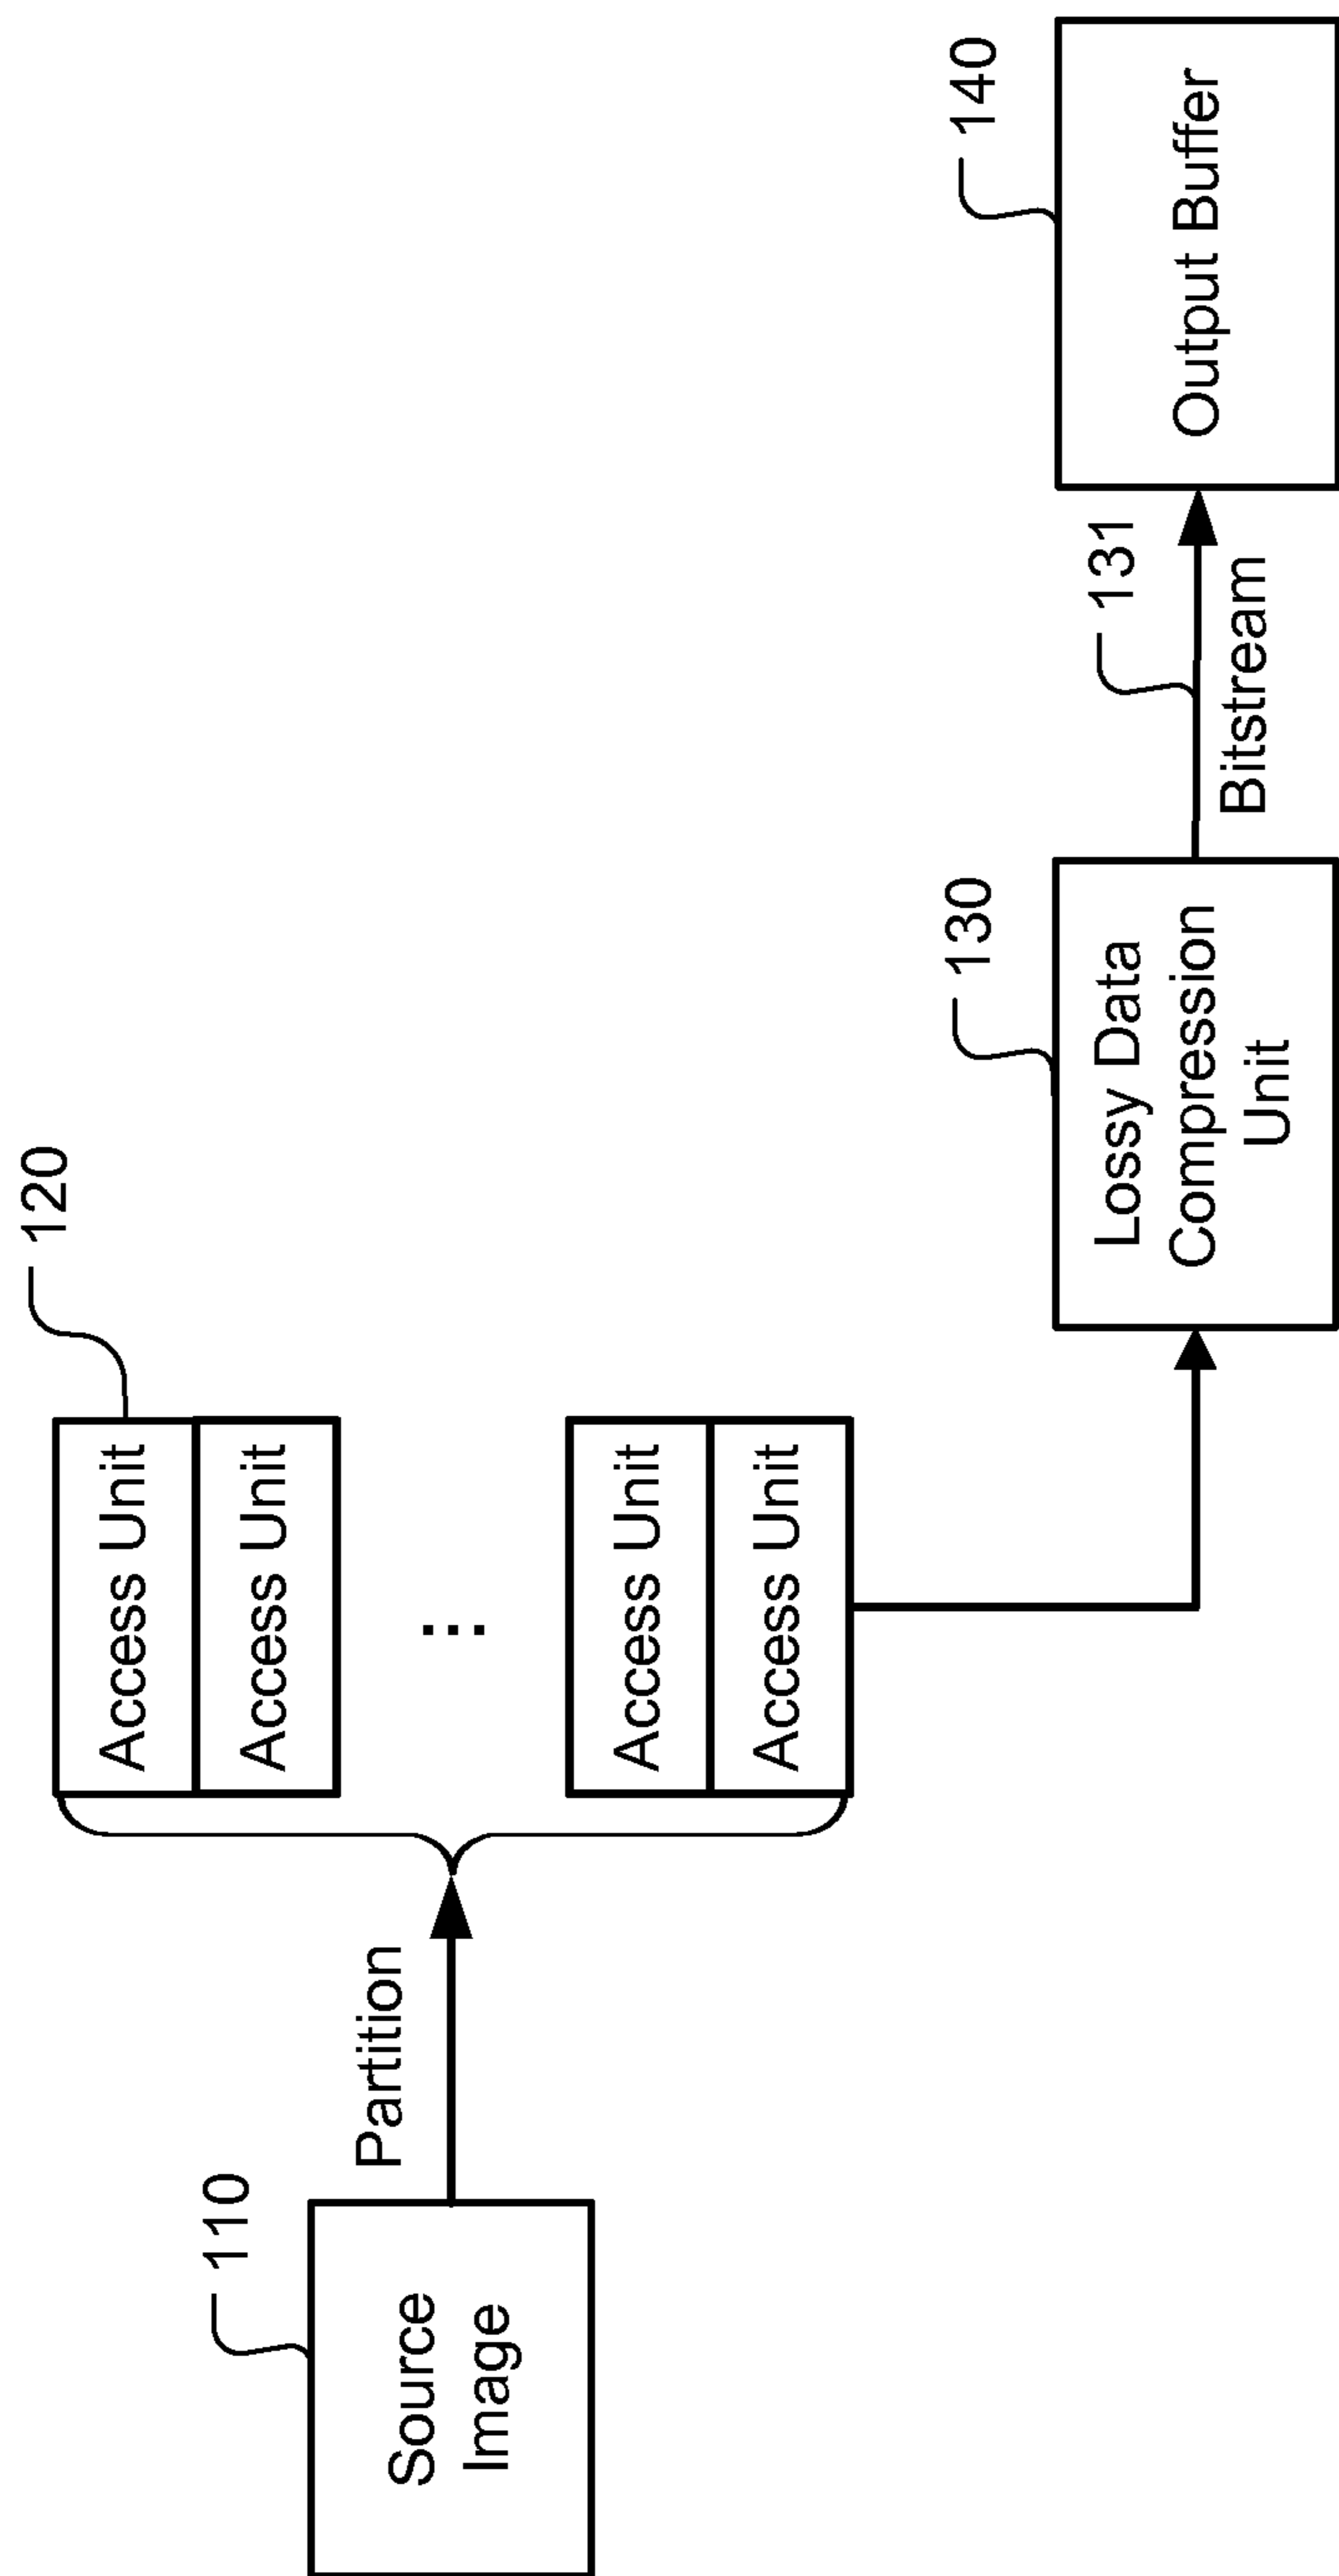 110
Source
Image
Partition
120
Access Unit
Access Unit
...
Access Unit
Access Unit
130
Lossy Data
Compression
Unit
131
Bitstream
140
Output Buffer